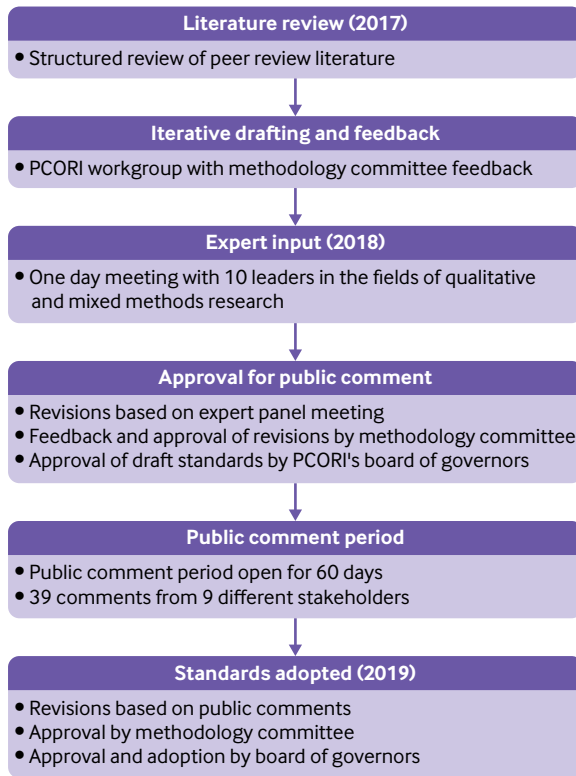 Literature review (2017)
• Structured review of peer review literature
Iterative drafting and feedback
• PCORI workgroup with methodology committee feedback
Expert input (2018)
• One day meeting with 10 leaders in the fields of qualitative
and mixed methods research
Approval for public comment
• Revisions based on expert panel meeting
• Feedback and approval of revisions by methodology committee
• Approval of draft standards by PCORI's board of governors
Public comment period
• Public comment period open for 60 days
• 39 comments from 9 different stakeholders
Standards adopted (2019)
• Revisions based on public comments
• Approval by methodology committee
• Approval and adoption by board of governors